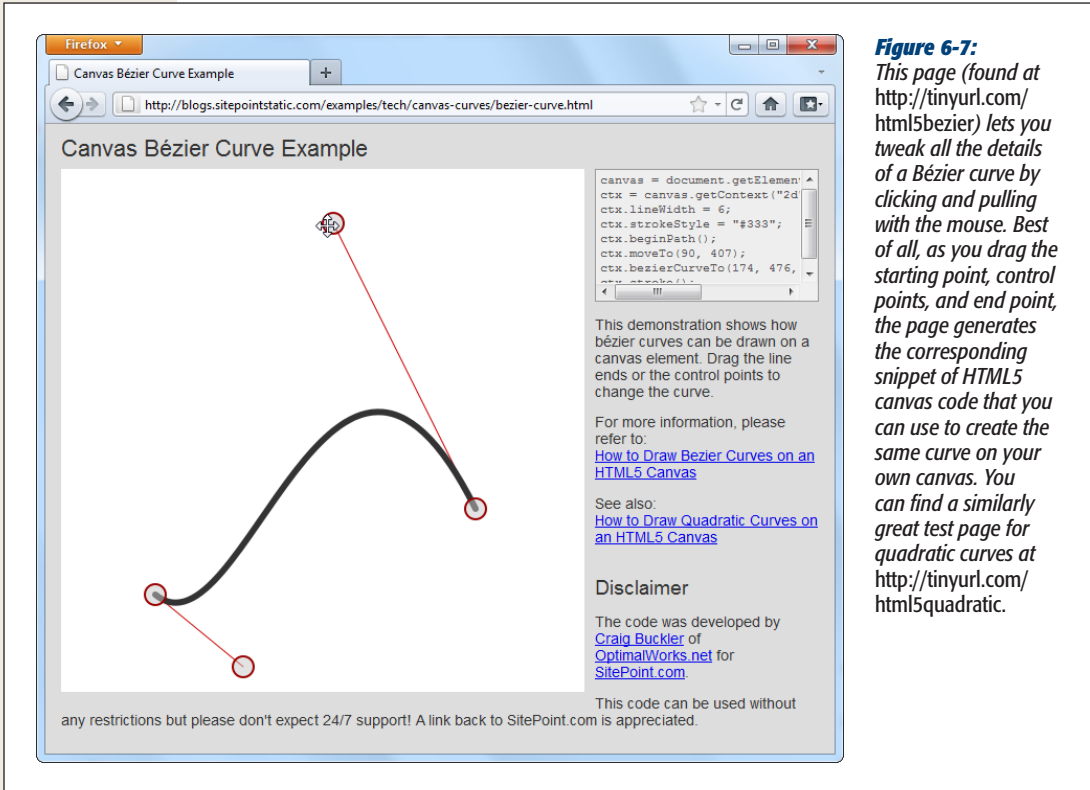 Firefox
Canvas Bézier Curve Example
http://blogs.sitepointstatic.com/examples/tech/canvas-curves/bezier-curve.html
Canvas Bézier Curve Example
canvas = document.getElemen
ctx = canvas.getContext("2d"
ctx.lineWidth = 6;
ctx.strokeStyle = "#333";
ctx.beginPath();
ctx.moveTo(90, 407);
ctx.bezierCurveTo(174, 476,
ctx.stroke();
This demonstration shows how
bézier curves can be drawn on a
canvas element. Drag the line
ends or the control points to
change the curve.
For more information, please
refer to:
How to Draw Bezier Curves on an
HTML5 Canvas
See also:
How to Draw Quadratic Curves on
an HTML5 Canvas
Disclaimer
The code was developed by
Craig Buckler of
OptimalWorks.net for
SitePoint.com.
This code can be used without
any restrictions but please don't expect 24/7 support! A link back to SitePoint.com is appreciated.
Figure 6-7:
This page (found at
http://tinyurl.com/
html5bezier) lets you
tweak all the details
of a Bézier curve by
clicking and pulling
with the mouse. Best
of all, as you drag the
starting point, control
points, and end point,
the page generates
the corresponding
snippet of HTML5
canvas code that you
can use to create the
same curve on your
own canvas. You
can find a similarly
great test page for
quadratic curves at
http://tinyurl.com/
html5quadratic.